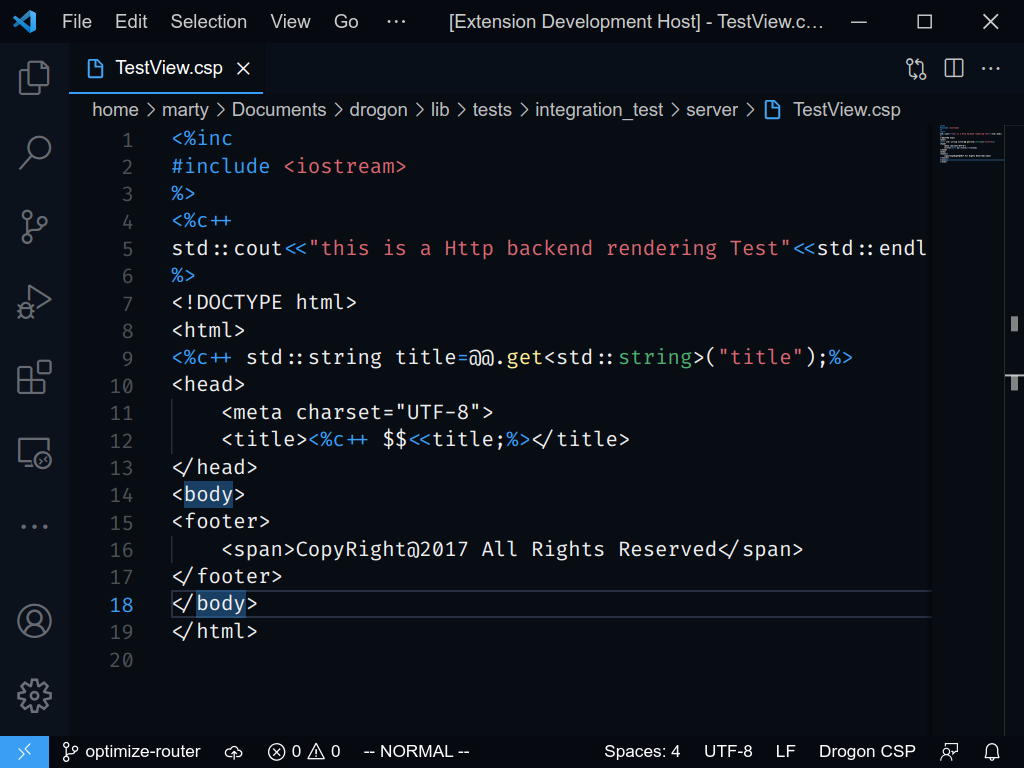 File Edit Selection View Go ··· [Extension Development Host] - TestView.c...
TestView.csp
home > marty > Documents > drogon > lib > tests > integration_test > server > TestView.csp
1 <%inc
2 #include <iostream>
3 %>
4 <%c++
5 std::cout<<"this is a Http backend rendering Test"<<std::endl
6 %>
7 <!DOCTYPE html>
8 <html>
9 <%c++ std::string title=@@.get<std::string>("title");%>
10 <head>
11     <meta charset="UTF-8">
12     <title><%c++ $$<<title;%></title>
13 </head>
14 <body>
15 <footer>
16     <span>CopyRight@2017 All Rights Reserved</span>
17 </footer>
18 </body>
19 </html>
20
optimize-router 0 0 -- NORMAL -- Spaces: 4 UTF-8 LF Drogon CSP